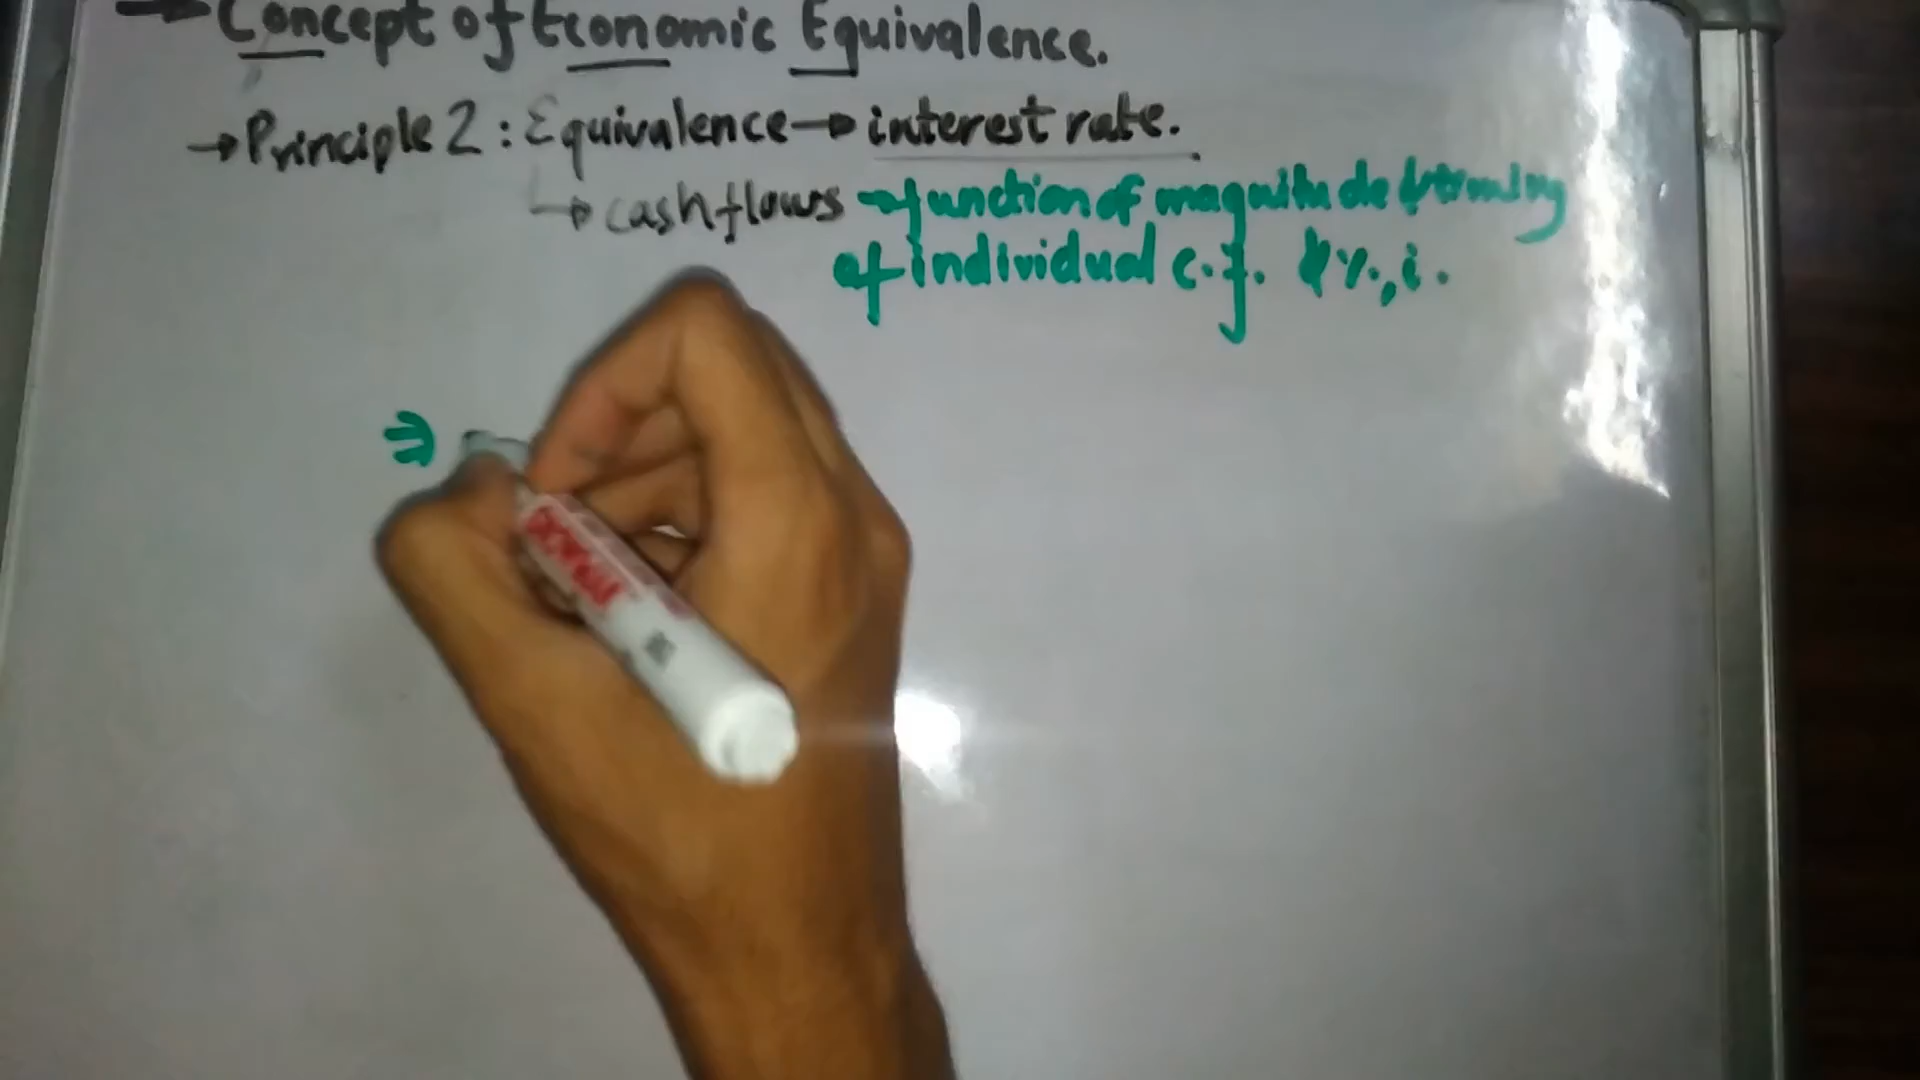 → Concept of Economic Equivalence.
→ Principle 2 : Equivalence → interest rate.
↳ cashflows → function of magnitude & timing
of individual c.f. & %, i.
⇒